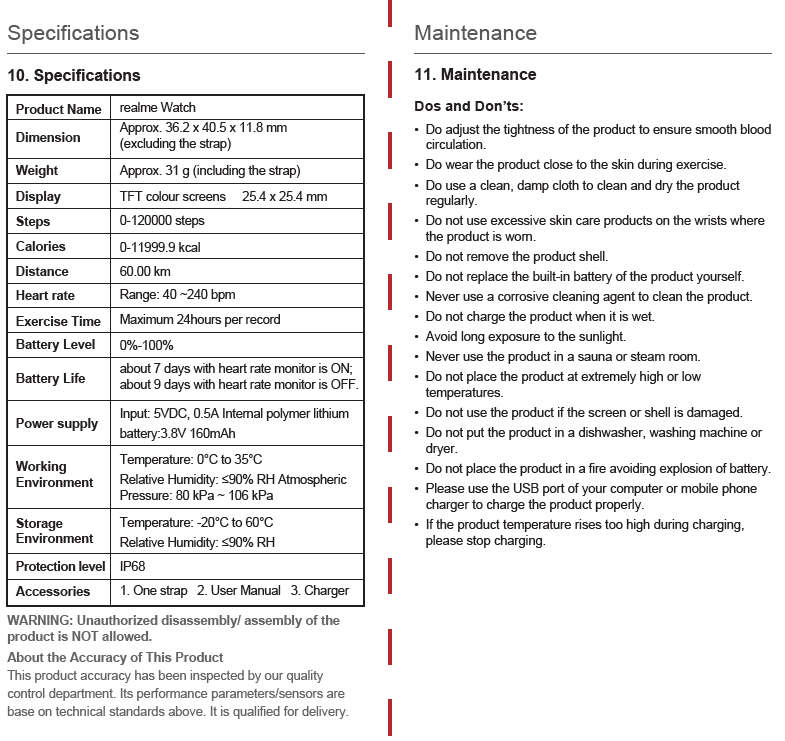 Specifications
10. Specifications
Product Name realme Watch
Dimension Approx. 36.2 x 40.5 x 11.8 mm
(excluding the strap)
Weight Approx. 31 g (including the strap)
Display TFT colour screens 25.4 x 25.4 mm
Steps 0-120000 steps
Calories 0-11999.9 kcal
Distance 60.00 km
Heart rate Range: 40 ~240 bpm
Exercise Time Maximum 24hours per record
Battery Level 0%-100%
Battery Life about 7 days with heart rate monitor is ON;
about 9 days with heart rate monitor is OFF.
Power supply Input: 5VDC, 0.5A Internal polymer lithium
battery:3.8V 160mAh
Working
Environment
Temperature: 0°C to 35°C
Relative Humidity: ≤90% RH Atmospheric
Pressure: 80 kPa ~ 106 kPa
Storage
Environment
Temperature: -20°C to 60°C
Relative Humidity: ≤90% RH
Protection level IP68
Accessories 1. One strap 2. User Manual 3. Charger
WARNING: Unauthorized disassembly/ assembly of the
product is NOT allowed.
About the Accuracy of This Product
This product accuracy has been inspected by our quality
control department. Its performance parameters/sensors are
base on technical standards above. It is qualified for delivery.
Maintenance
11. Maintenance
Dos and Don'ts:
• Do adjust the tightness of the product to ensure smooth blood
circulation.
• Do wear the product close to the skin during exercise.
• Do use a clean, damp cloth to clean and dry the product
regularly.
• Do not use excessive skin care products on the wrists where
the product is worn.
• Do not remove the product shell.
• Do not replace the built-in battery of the product yourself.
• Never use a corrosive cleaning agent to clean the product.
• Do not charge the product when it is wet.
• Avoid long exposure to the sunlight.
• Never use the product in a sauna or steam room.
• Do not place the product at extremely high or low
temperatures.
• Do not use the product if the screen or shell is damaged.
• Do not put the product in a dishwasher, washing machine or
dryer.
• Do not place the product in a fire avoiding explosion of battery.
• Please use the USB port of your computer or mobile phone
charger to charge the product properly.
• If the product temperature rises too high during charging,
please stop charging.